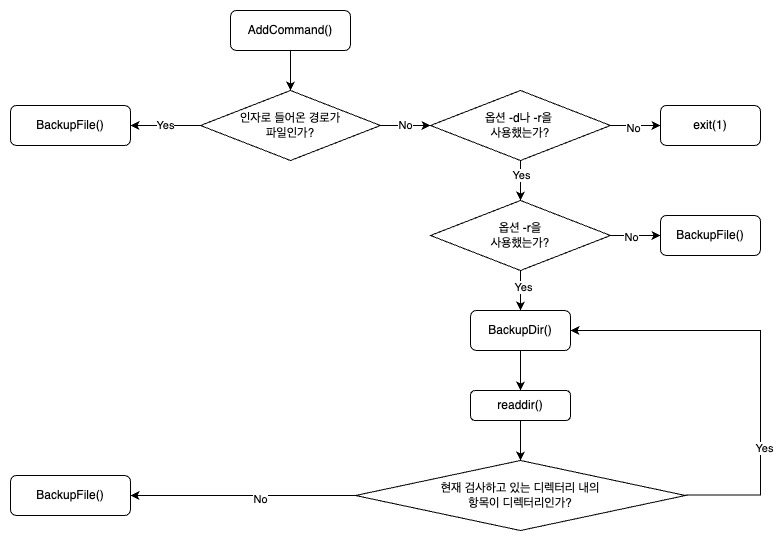 AddCommand()
인자로 들어온 경로가
파일인가?
Yes
BackupFile()
No
옵션 -d나 -r을
사용했는가?
No
exit(1)
Yes
옵션 -r을
사용했는가?
No
BackupFile()
Yes
BackupDir()
readdir()
현재 검사하고 있는 디렉터리 내의
항목이 디렉터리인가?
Yes
No
BackupFile()